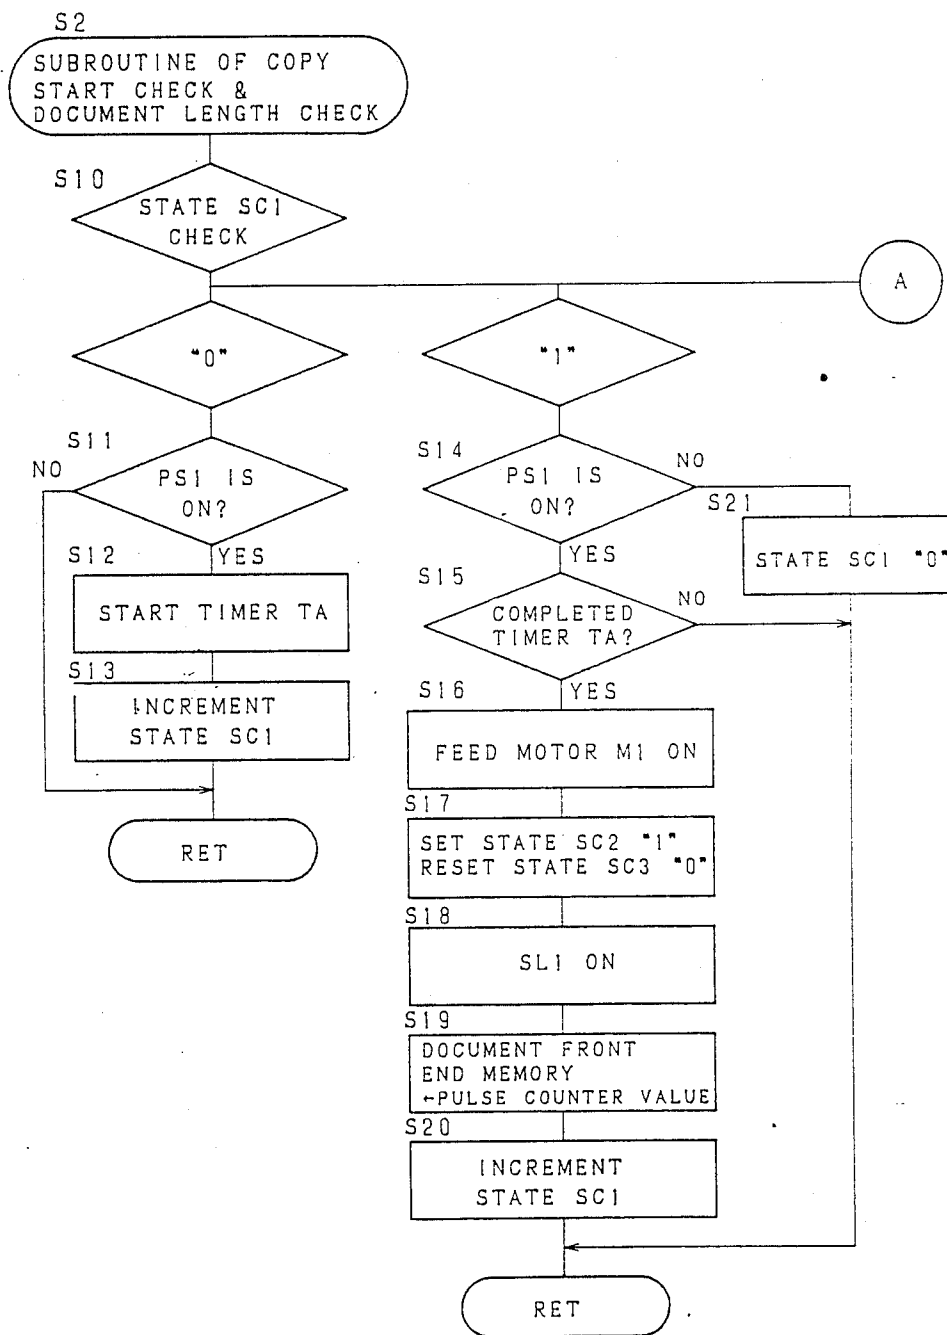 S2
SUBROUTINE OF COPY
START CHECK &
DOCUMENT LENGTH CHECK
S10
STATE SC1
CHECK
A
"0"
"1"
S11
NO
PS1 IS
ON?
YES
S12
START TIMER TA
S13
INCREMENT
STATE SC1
RET
S14
PS1 IS
ON?
NO
YES
S21
STATE SC1 "0"
S15
COMPLETED
TIMER TA?
NO
YES
S16
FEED MOTOR M1 ON
S17
SET STATE SC2 "1"
RESET STATE SC3 "0"
S18
SL1 ON
S19
DOCUMENT FRONT
END MEMORY
←PULSE COUNTER VALUE
S20
INCREMENT
STATE SC1
RET